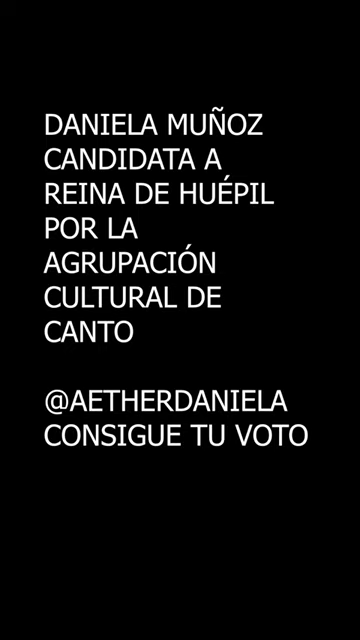 DANIELA MUÑOZ
CANDIDATA A
REINA DE HUÉPIL
POR LA
AGRUPACIÓN
CULTURAL DE
CANTO
@AETHERDANIELA
CONSIGUE TU VOTO